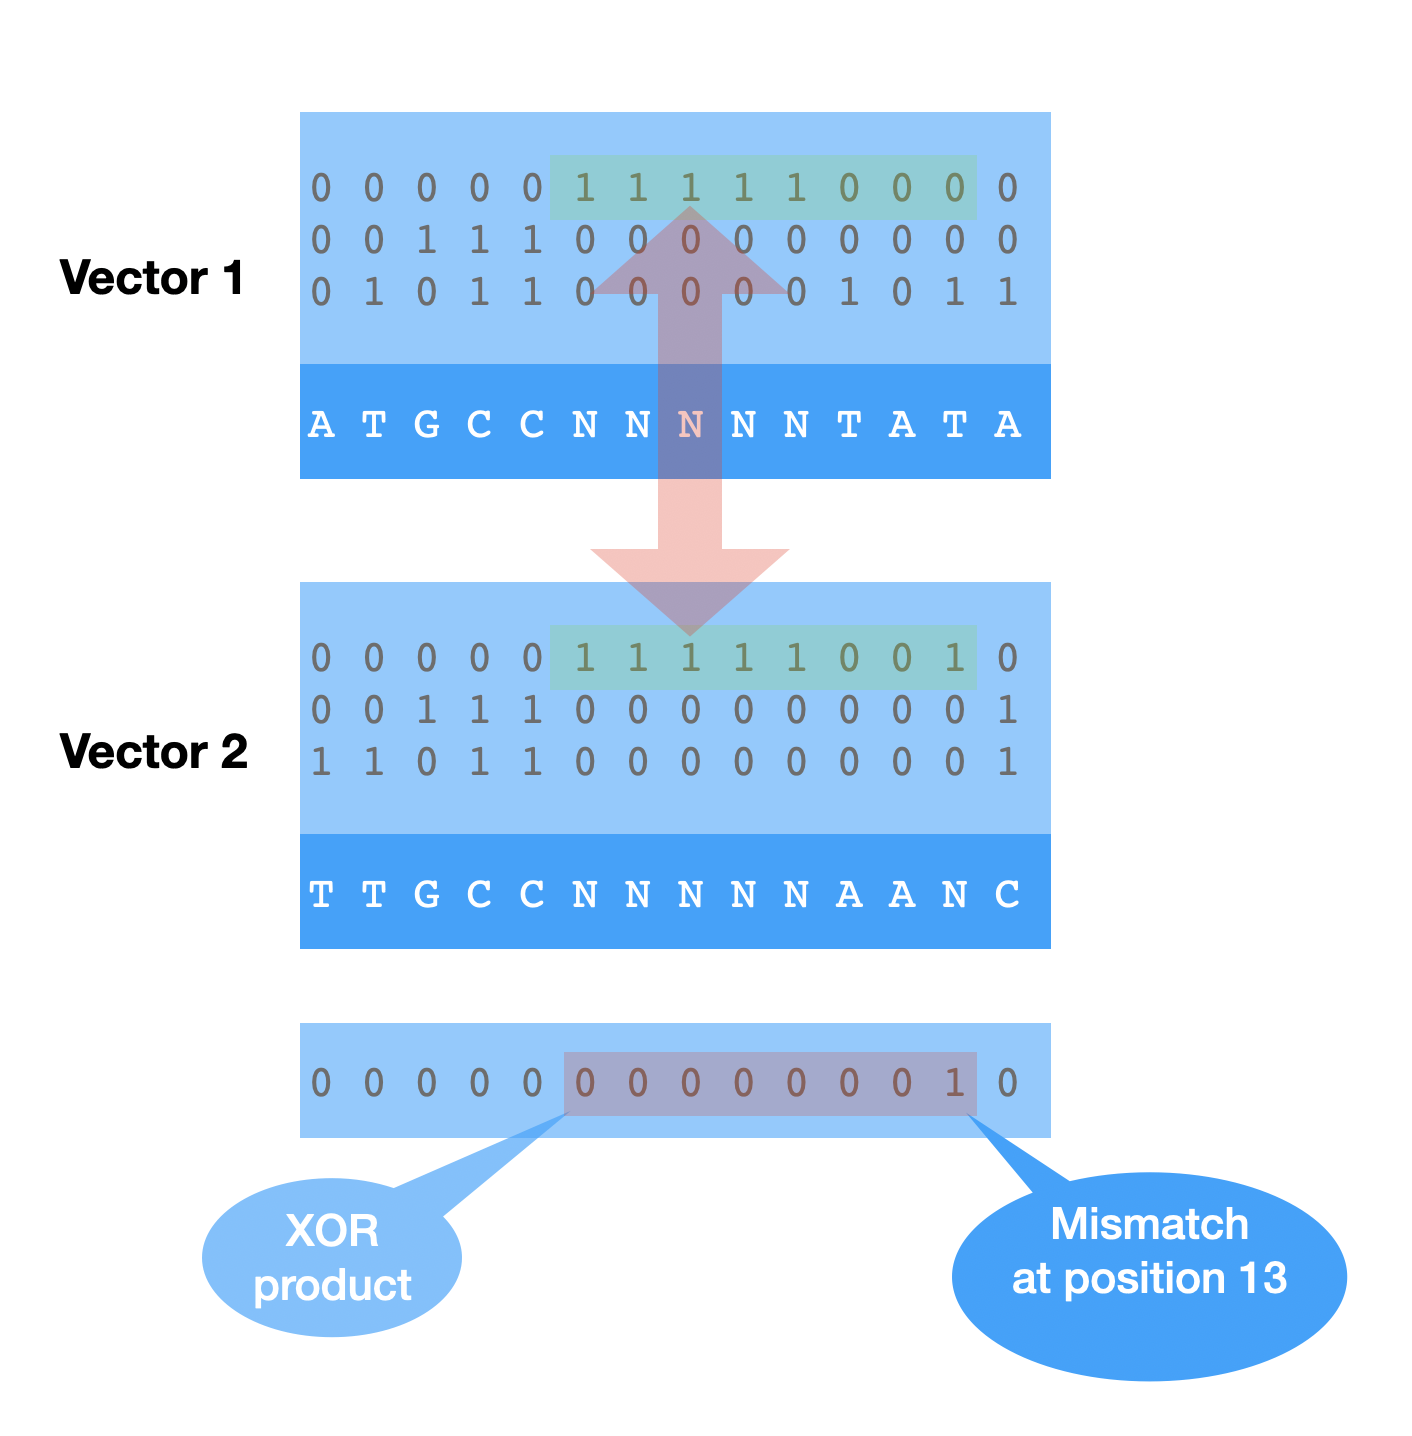 0 0 0 0 0 1 1 1 1 1 0 0 0 0
0 0 1 1 1 0 0 0 0 0 0 0 0 0
Vector 1
0 1 0 1 1 0 0 0 0 0 1 0 1 1
A T G C C N N N N N T A T A
0 0 0 0 0 1 1 1 1 1 0 0 1 0
0 0 1 1 1 0 0 0 0 0 0 0 0 1
Vector 2
1 1 0 1 1 0 0 0 0 0 0 0 0 1
T T G C C N N N N N A A N C
0 0 0 0 0 0 0 0 0 0 0 0 1 0
XOR
product
Mismatch
at position 13